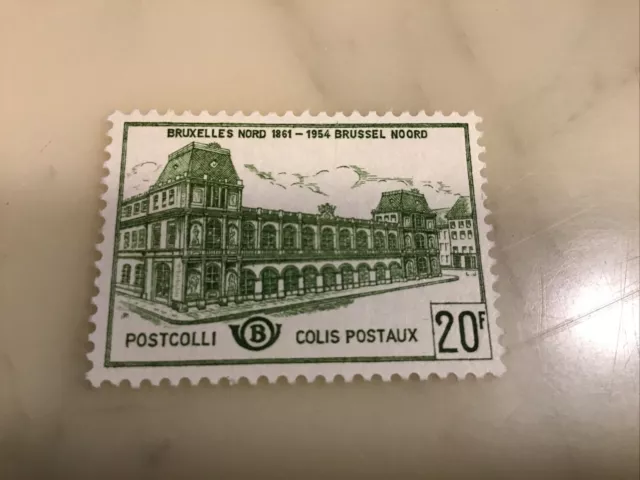 BRUXELLES NORD 1861 - 1954 BRUSSEL NOORD
POSTCOLLI B COLIS POSTAUX
20F